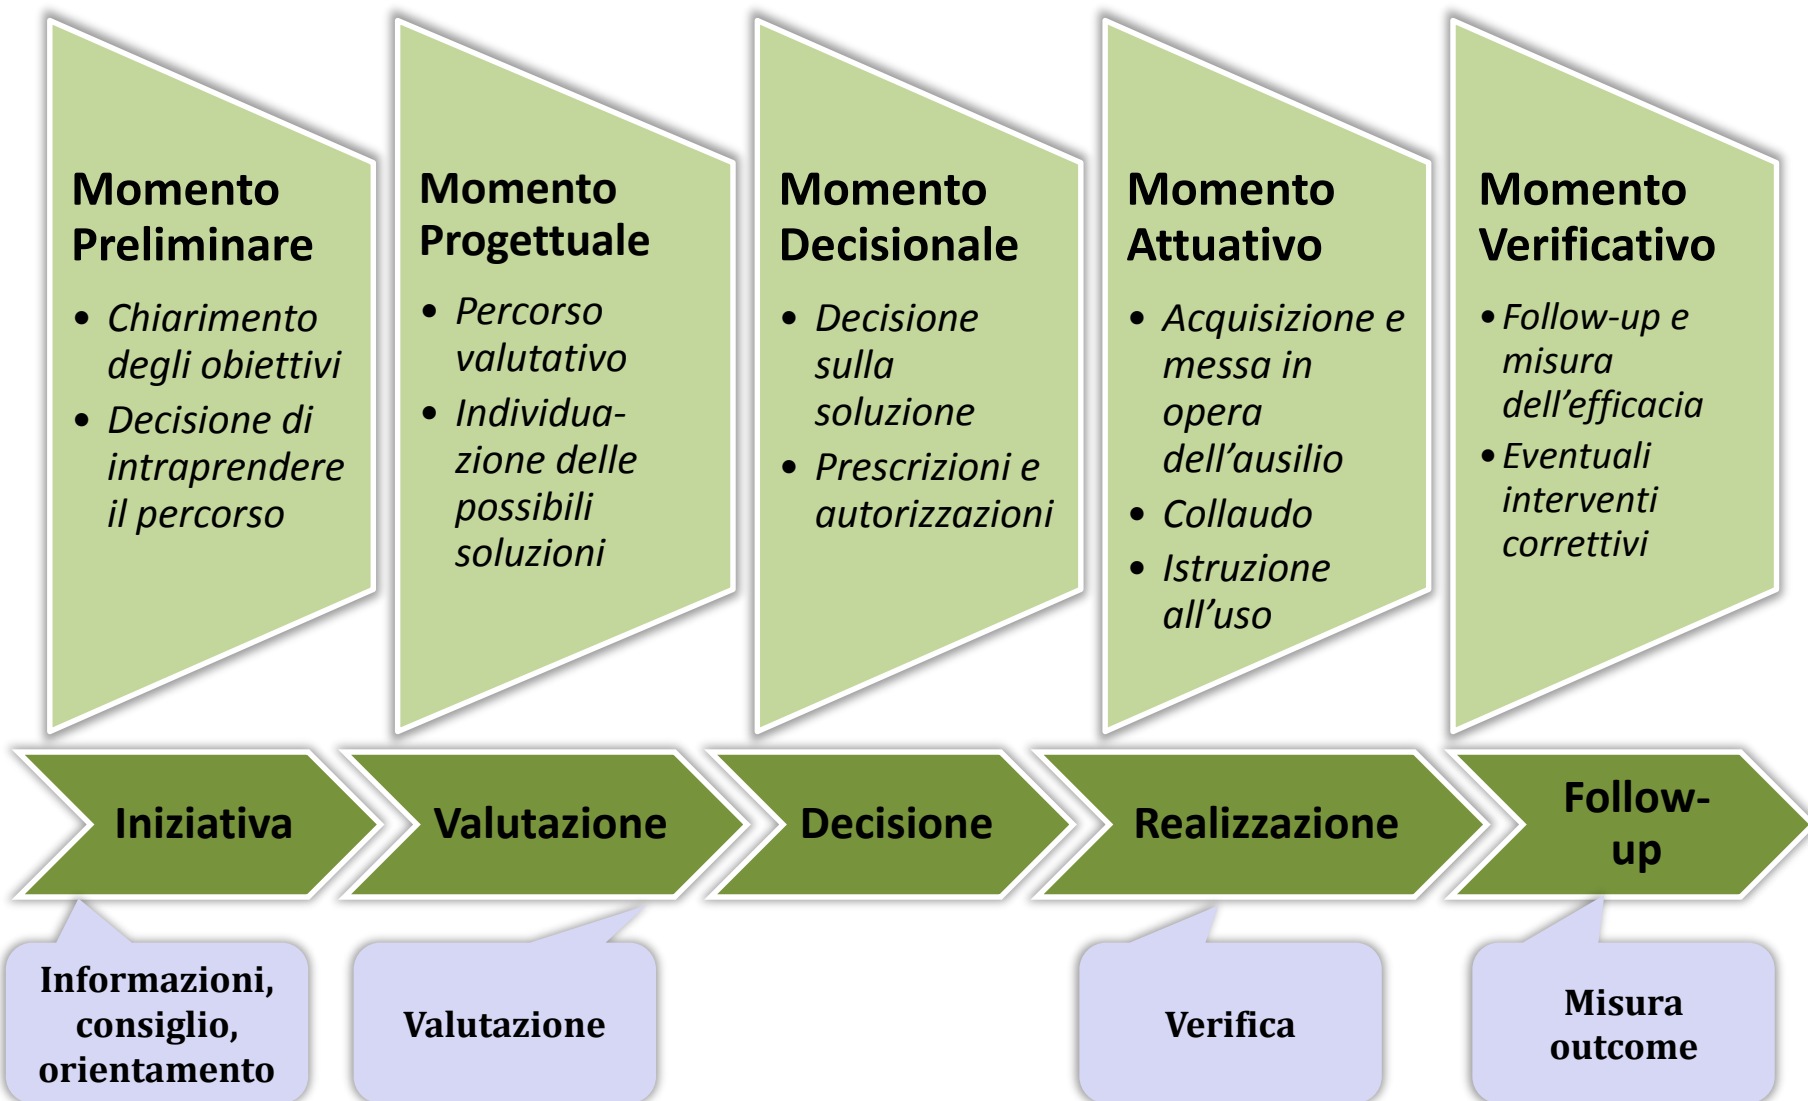 Momento
Preliminare
• Chiarimento
degli obiettivi
• Decisione di
intraprendere
il percorso
Momento
Progettuale
• Percorso
valutativo
• Individua-
zione delle
possibili
soluzioni
Momento
Decisionale
• Decisione
sulla
soluzione
• Prescrizioni e
autorizzazioni
Momento
Attuativo
• Acquisizione e
messa in
opera
dell’ausilio
• Collaudo
• Istruzione
all’uso
Momento
Verificativo
• Follow-up e
misura
dell’efficacia
• Eventuali
interventi
correttivi
Iniziativa
Valutazione
Decisione
Realizzazione
Follow-
up
Informazioni,
consiglio,
orientamento
Valutazione
Verifica
Misura
outcome